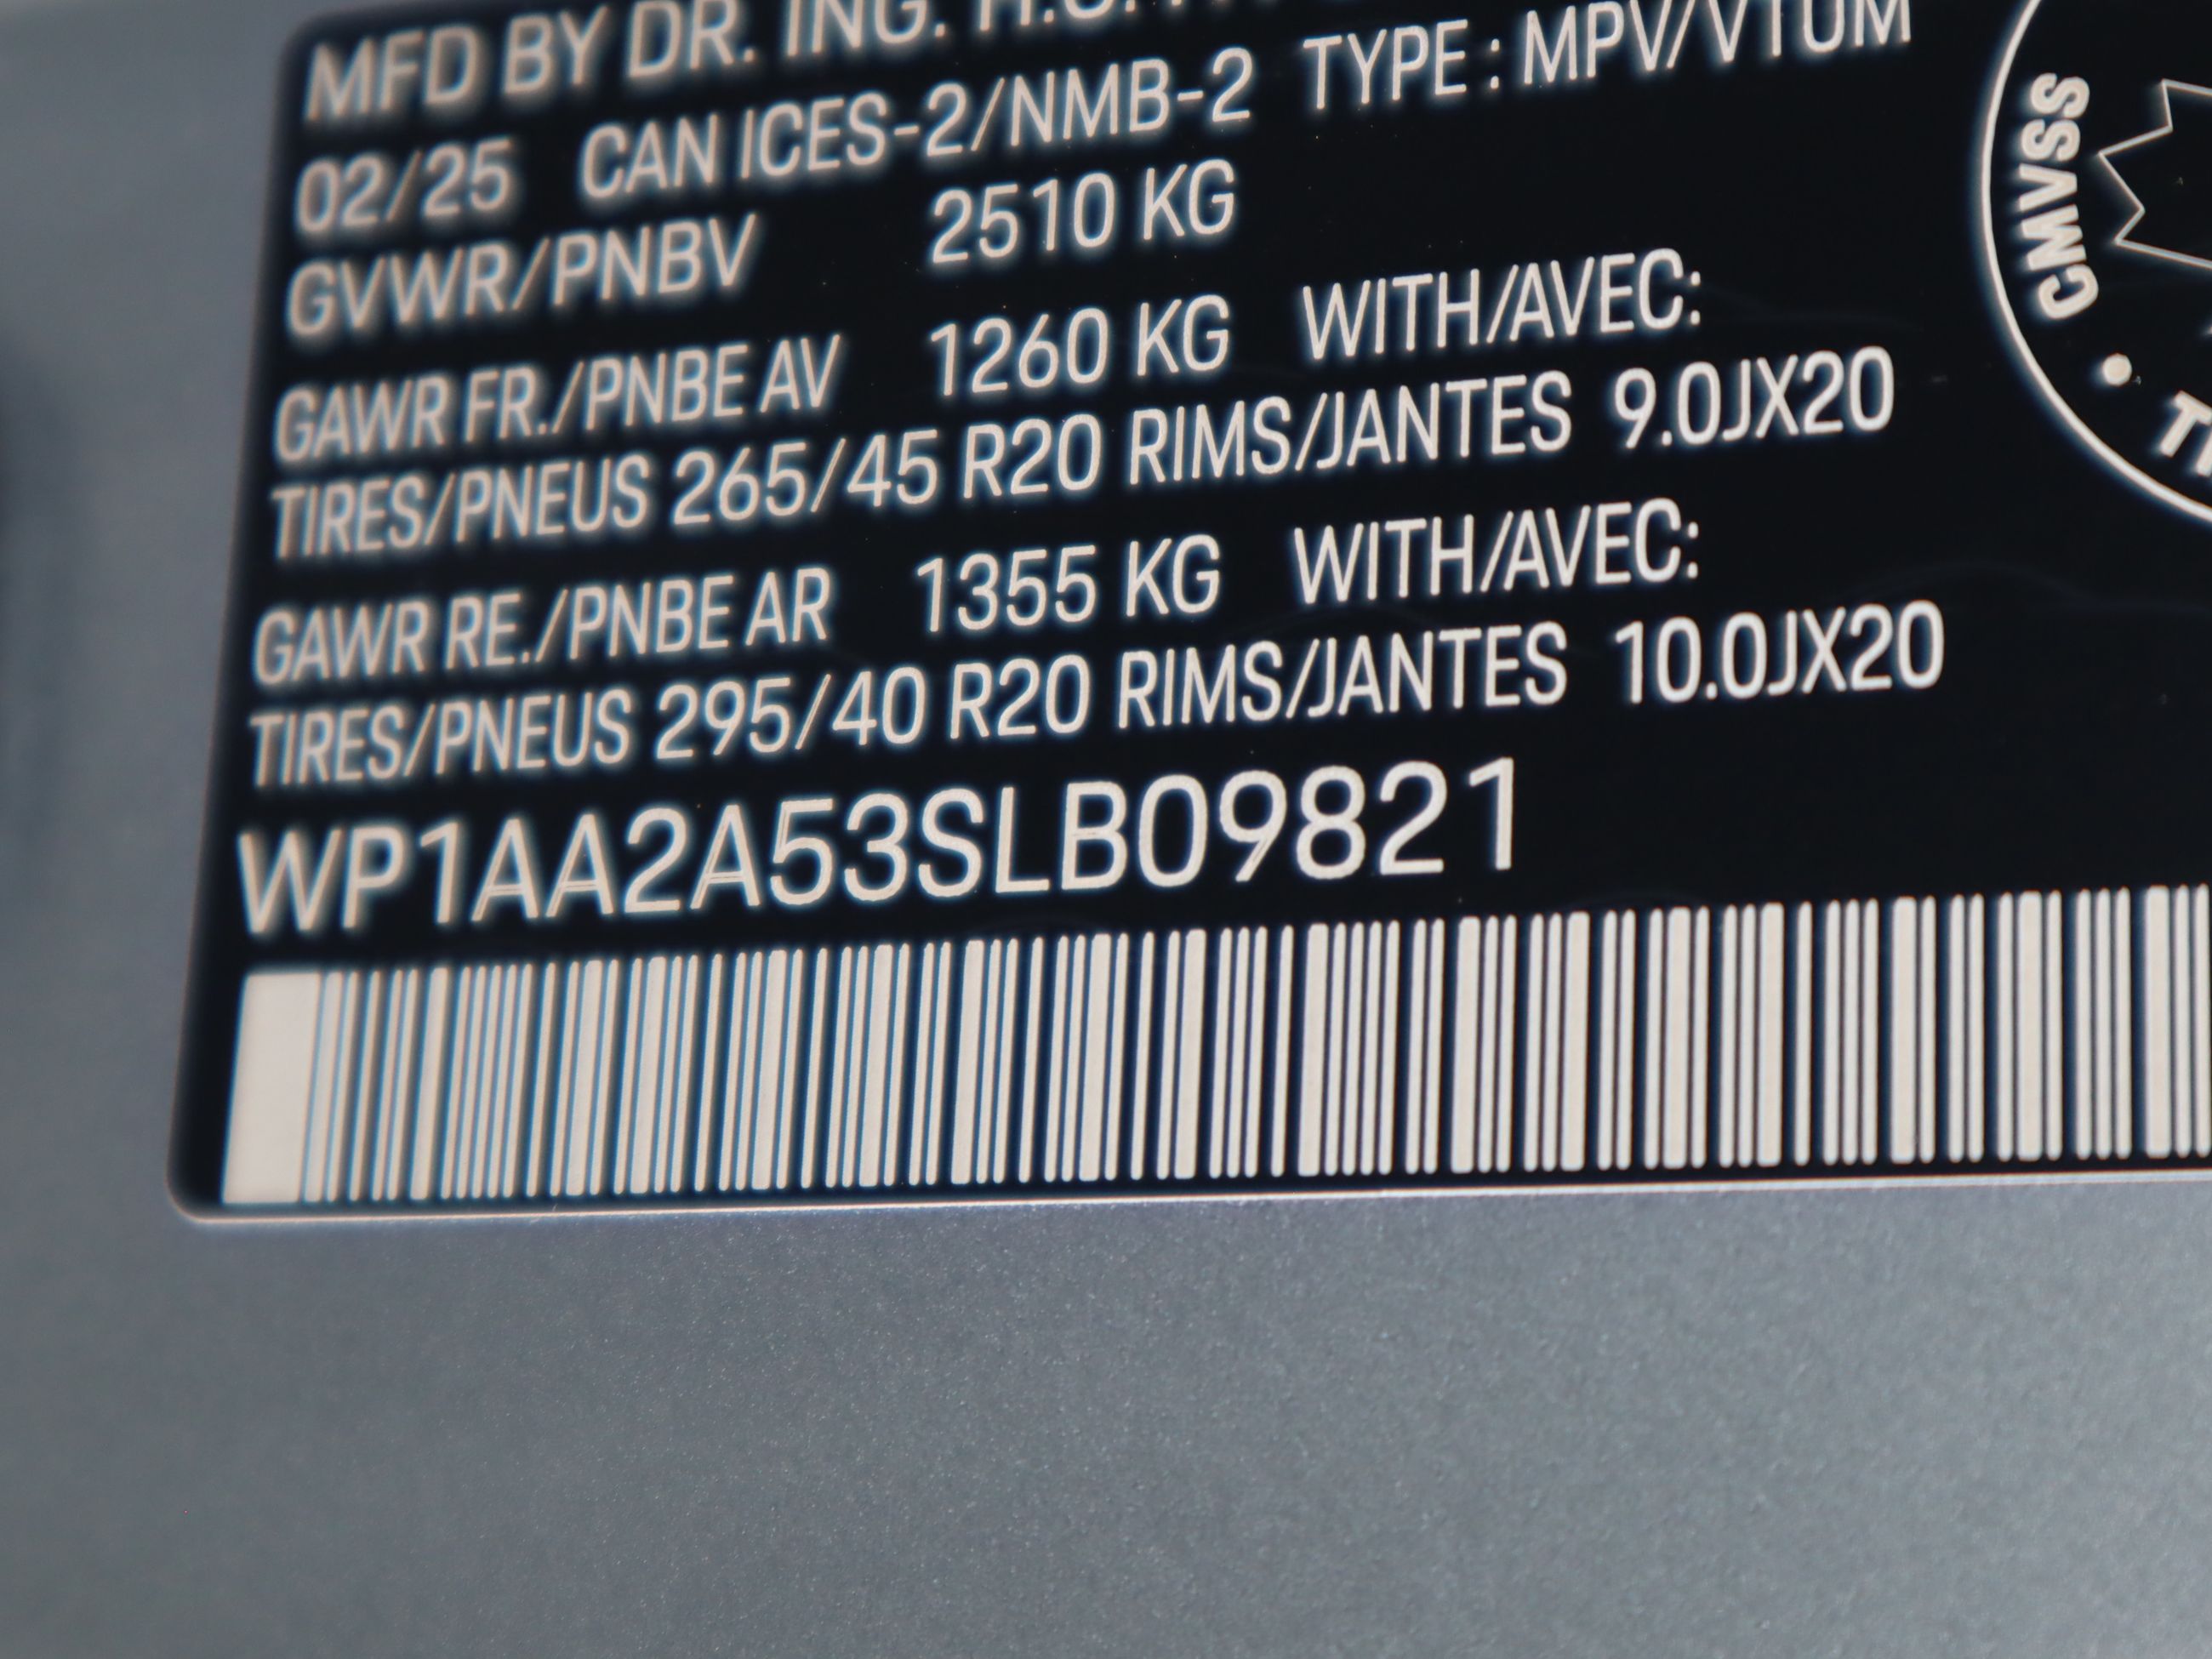 MFD BY DR. ING.
02/25 CAN ICES-2/NMB-2 TYPE : MPV/VTUM
GVWR/PNBV 2510 KG
GAWR FR./PNBE AV 1260 KG WITH/AVEC:
TIRES/PNEUS 265/45 R20 RIMS/JANTES 9.0JX20
GAWR RE./PNBE AR 1355 KG WITH/AVEC:
TIRES/PNEUS 295/40 R20 RIMS/JANTES 10.0JX20
WP1AA2A53SLB09821
CMVSS